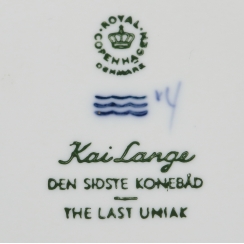 ROYAL
COPENHAGEN
DENMARK
Kai Lange
DEN SIDSTE KONEBÅD
THE LAST UMIAK